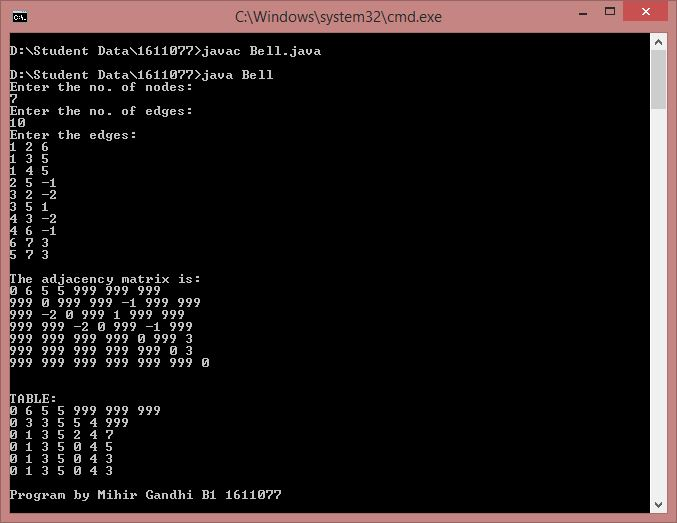 C:\Windows\system32\cmd.exe
D:\Student Data\1611077>javac Bell.java
D:\Student Data\1611077>java Bell
Enter the no. of nodes:
7
Enter the no. of edges:
10
Enter the edges:
1 2 6
1 3 5
1 4 5
2 5 -1
3 2 -2
3 5 1
4 3 -2
4 6 -1
6 7 3
5 7 3
The adjacency matrix is:
0 6 5 5 999 999 999
999 0 999 999 -1 999 999
999 -2 0 999 1 999 999
999 999 -2 0 999 -1 999
999 999 999 999 0 999 3
999 999 999 999 999 0 3
999 999 999 999 999 999 0
TABLE:
0 6 5 5 999 999 999
0 3 3 5 5 4 999
0 1 3 5 2 4 7
0 1 3 5 0 4 5
0 1 3 5 0 4 3
0 1 3 5 0 4 3
Program by Mihir Gandhi B1 1611077